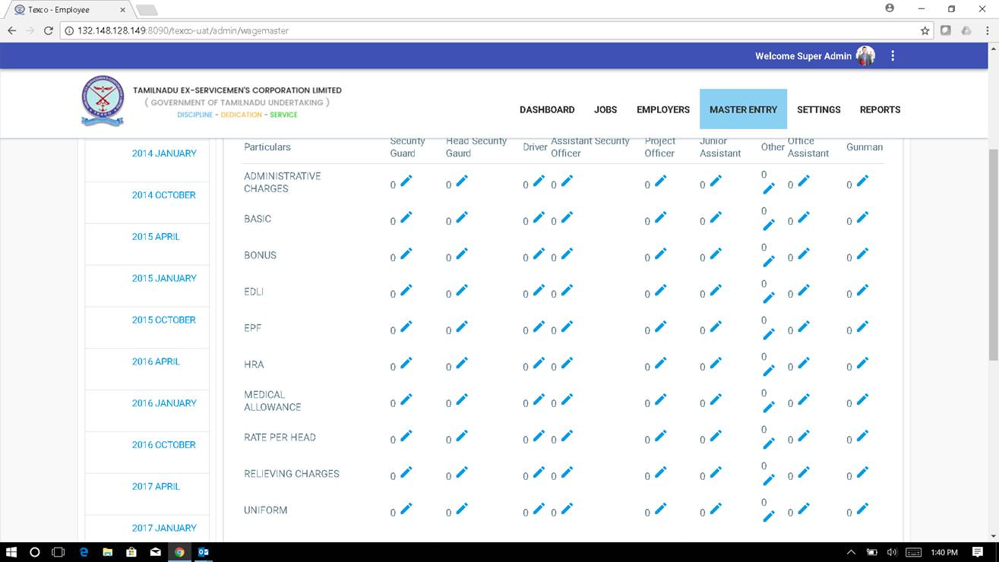 Texco - Employee
132.148.128.149:8090/texco-uat/admin/wagemaster
Welcome Super Admin
TAMILNADU EX-SERVICEMEN'S CORPORATION LIMITED
( GOVERNMENT OF TAMILNADU UNDERTAKING )
DISCIPLINE - DEDICATION - SERVICE
DASHBOARD JOBS EMPLOYERS MASTER ENTRY SETTINGS REPORTS
2014 JANUARY
2014 OCTOBER
2015 APRIL
2015 JANUARY
2015 OCTOBER
2016 APRIL
2016 JANUARY
2016 OCTOBER
2017 APRIL
2017 JANUARY
Particulars Security Guard Head Security Gaurd Driver Assistant Security Officer Project Officer Junior Assistant Other Office Assistant Gunman
ADMINISTRATIVE CHARGES 0 0 0 0 0 0 0 0 0
BASIC 0 0 0 0 0 0 0 0 0
BONUS 0 0 0 0 0 0 0 0 0
EDLI 0 0 0 0 0 0 0 0 0
EPF 0 0 0 0 0 0 0 0 0
HRA 0 0 0 0 0 0 0 0 0
MEDICAL ALLOWANCE 0 0 0 0 0 0 0 0 0
RATE PER HEAD 0 0 0 0 0 0 0 0 0
RELIEVING CHARGES 0 0 0 0 0 0 0 0 0
UNIFORM 0 0 0 0 0 0 0 0 0
1:40 PM